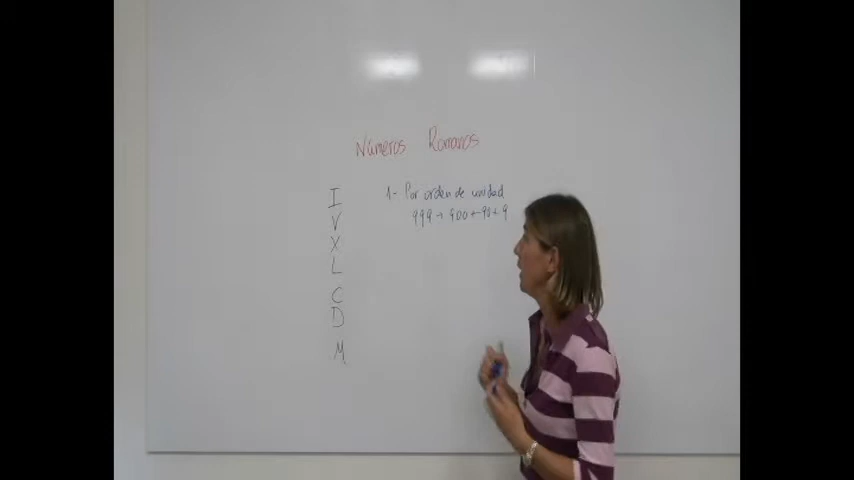 Números Romanos
I
V
X
L
C
D
M
1- Por orden de unidad
999 → 900 + 90 + 9